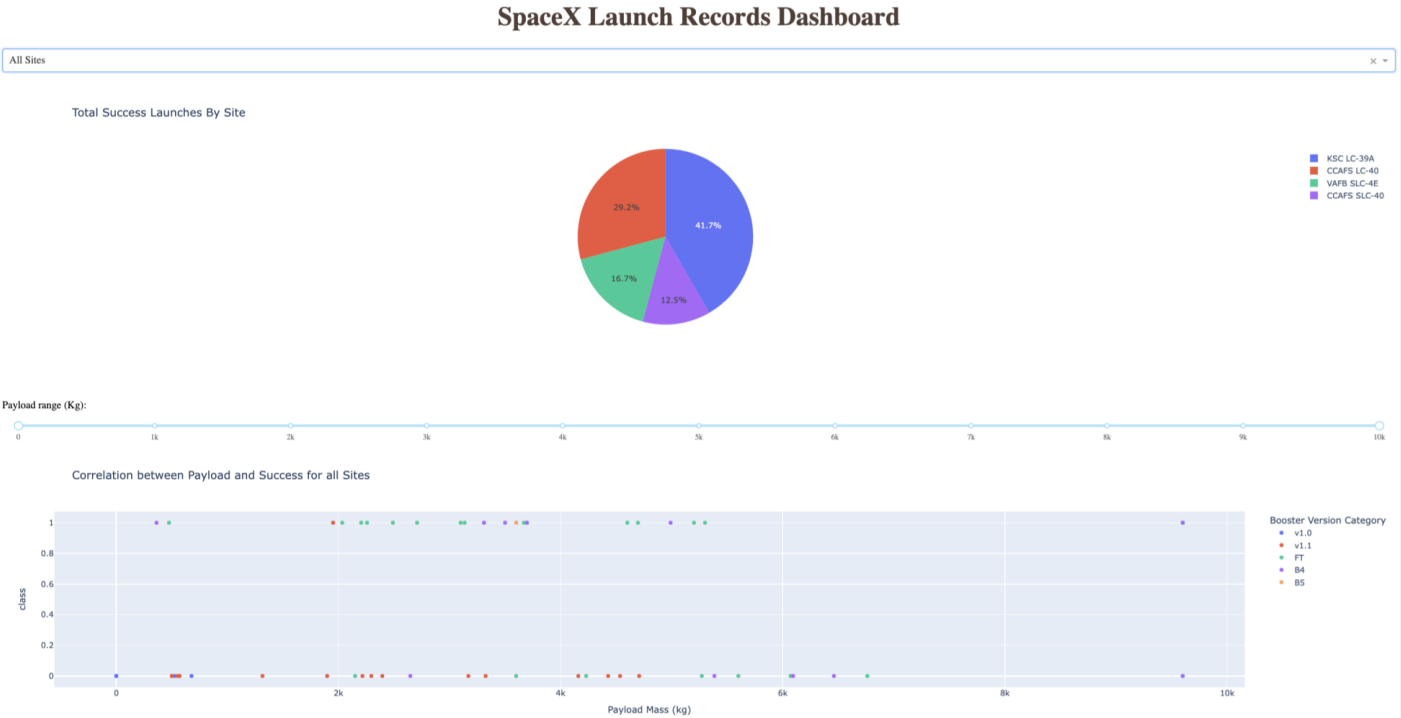 SpaceX Launch Records Dashboard
All Sites
Total Success Launches By Site
KSC LC-39A
CCAFS LC-40
VAFB SLC-4E
CCAFS SLC-40
29.2%
41.7%
16.7%
12.5%
Payload range (Kg):
0 1k 2k 3k 4k 5k 6k 7k 8k 9k 10k
Correlation between Payload and Success for all Sites
Booster Version Category
v1.0
v1.1
FT
B4
B5
class
1
0.8
0.6
0.4
0.2
0
0 2k 4k 6k 8k 10k
Payload Mass (kg)